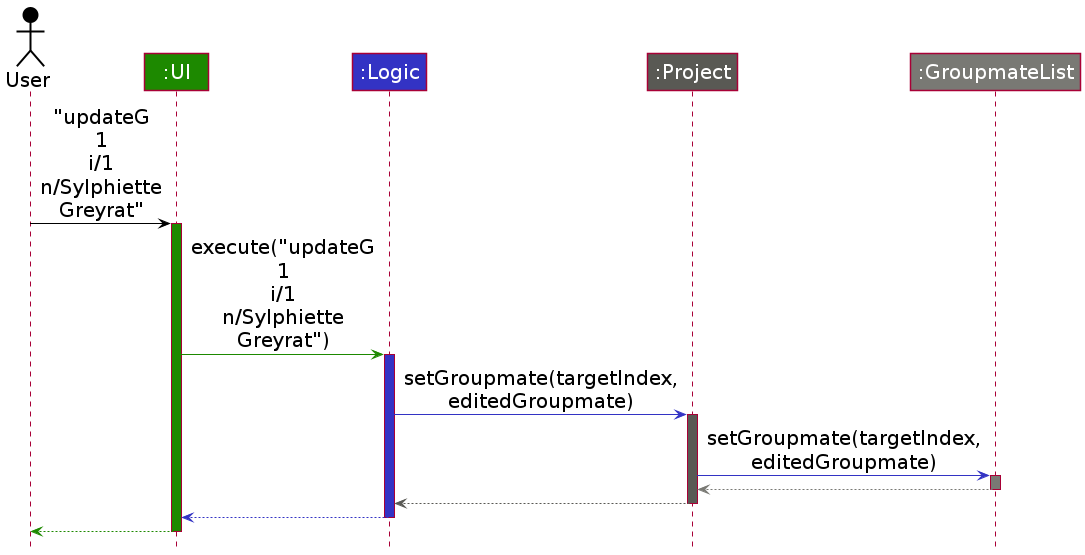 User
:UI
:Logic
:Project
:GroupmateList
"updateG
1
i/1
n/Sylphiette
Greyrat"
execute("updateG
1
i/1
n/Sylphiette
Greyrat")
setGroupmate(targetIndex,
editedGroupmate)
setGroupmate(targetIndex,
editedGroupmate)